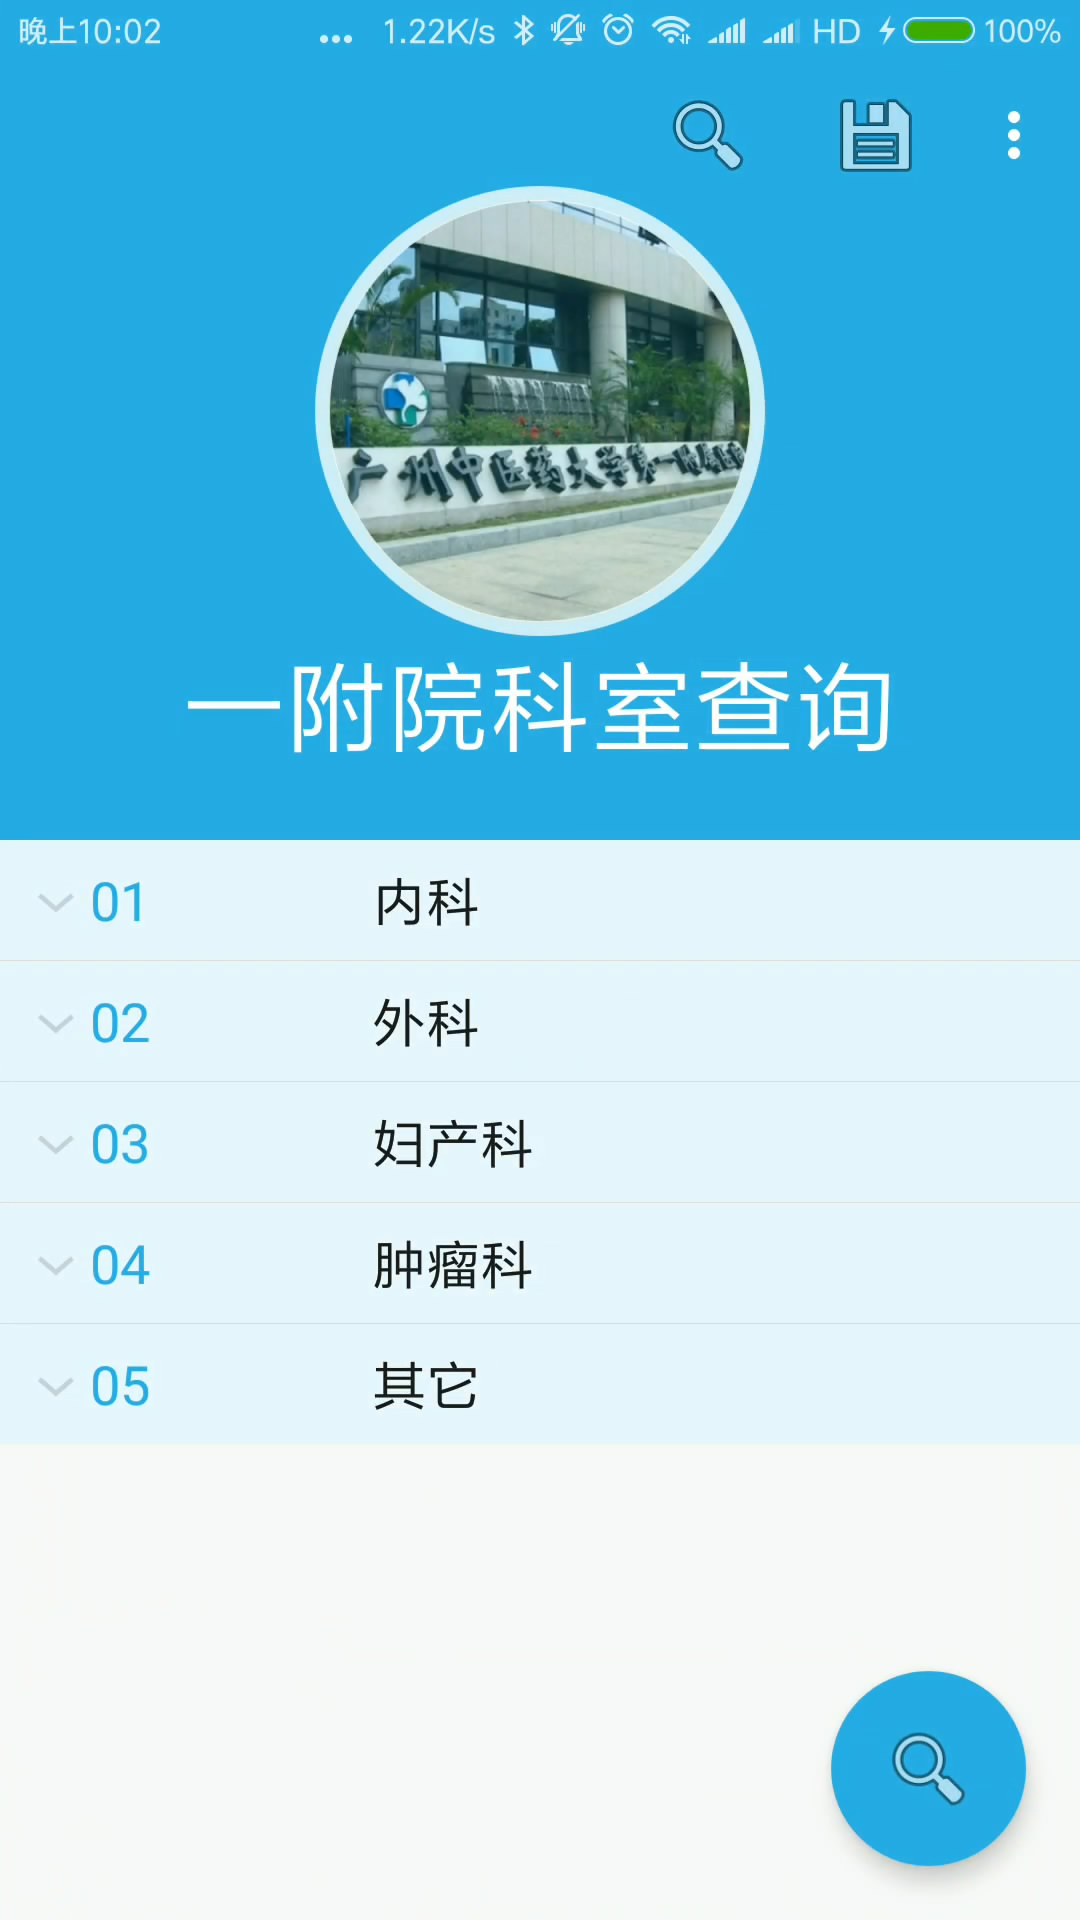 晚上10:02 ... 1.22K/s HD 100%
广州中医药大学第一附属医院
一附院科室查询
01 内科
02 外科
03 妇产科
04 肿瘤科
05 其它